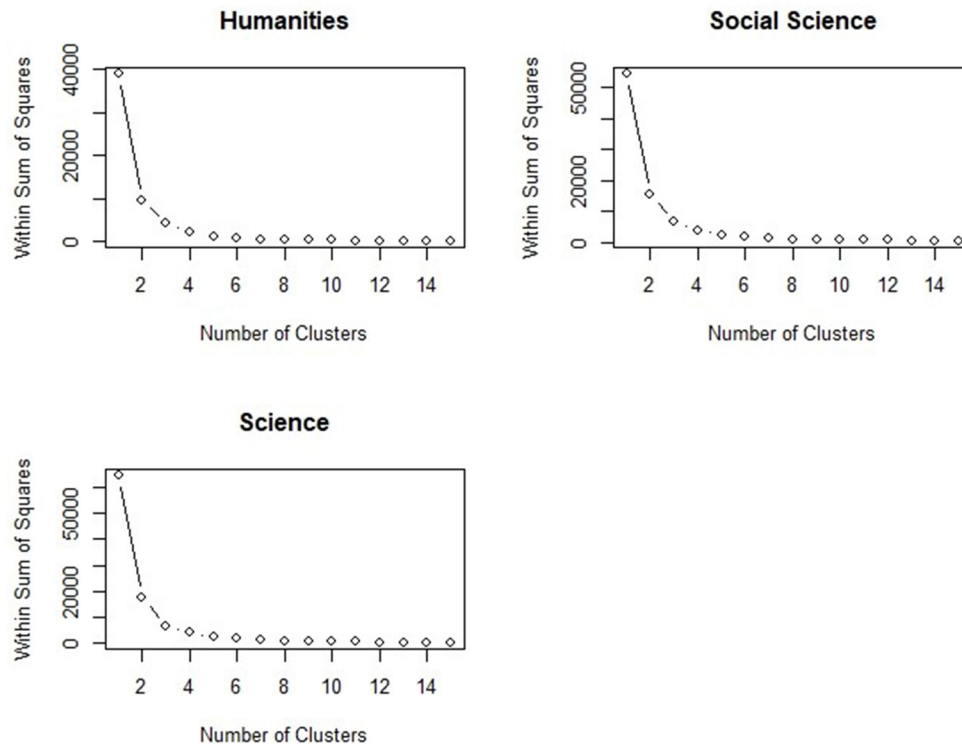 Humanities
Within Sum of Squares
40000
20000
0
2 4 6 8 10 12 14
Number of Clusters
Social Science
Within Sum of Squares
50000
20000
0
2 4 6 8 10 12 14
Number of Clusters
Science
Within Sum of Squares
50000
20000
0
2 4 6 8 10 12 14
Number of Clusters